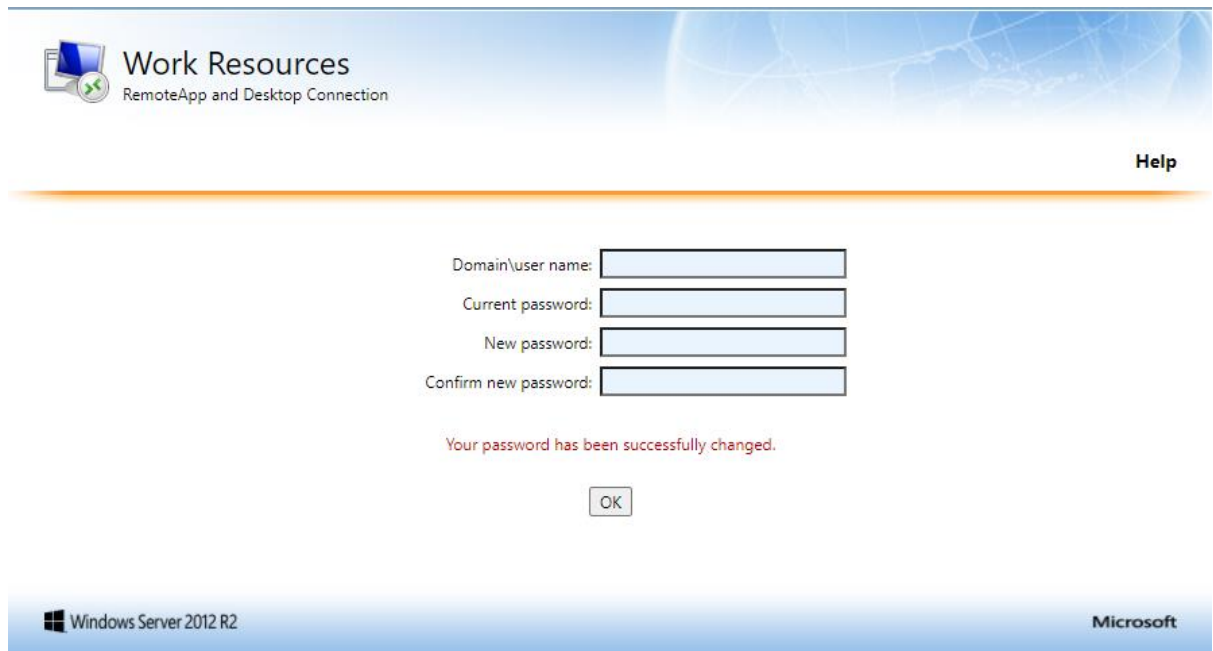 Work Resources
RemoteApp and Desktop Connection
Help
Domain\user name:
Current password:
New password:
Confirm new password:
Your password has been successfully changed.
OK
Windows Server 2012 R2
Microsoft